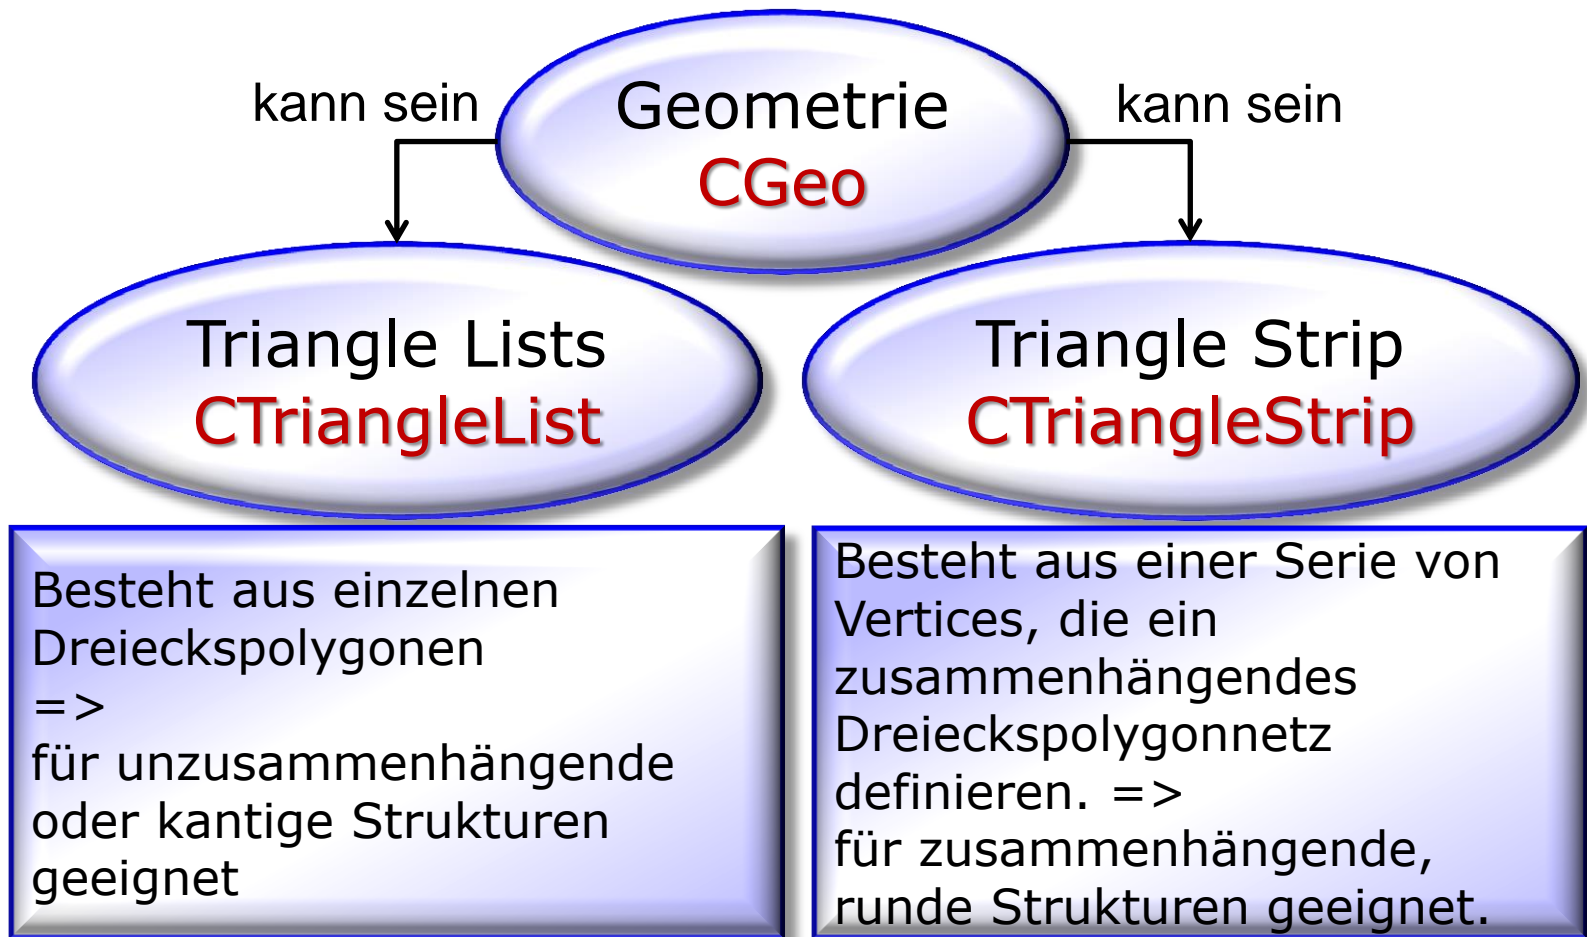 kann sein
Geometrie
CGeo
kann sein
Triangle Lists
CTriangleList
Triangle Strip
CTriangleStrip
Besteht aus einzelnen
Dreieckspolygonen
=>
für unzusammenhängende
oder kantige Strukturen
geeignet
Besteht aus einer Serie von
Vertices, die ein
zusammenhängendes
Dreieckspolygonnetz
definieren. =>
für zusammenhängende,
runde Strukturen geeignet.